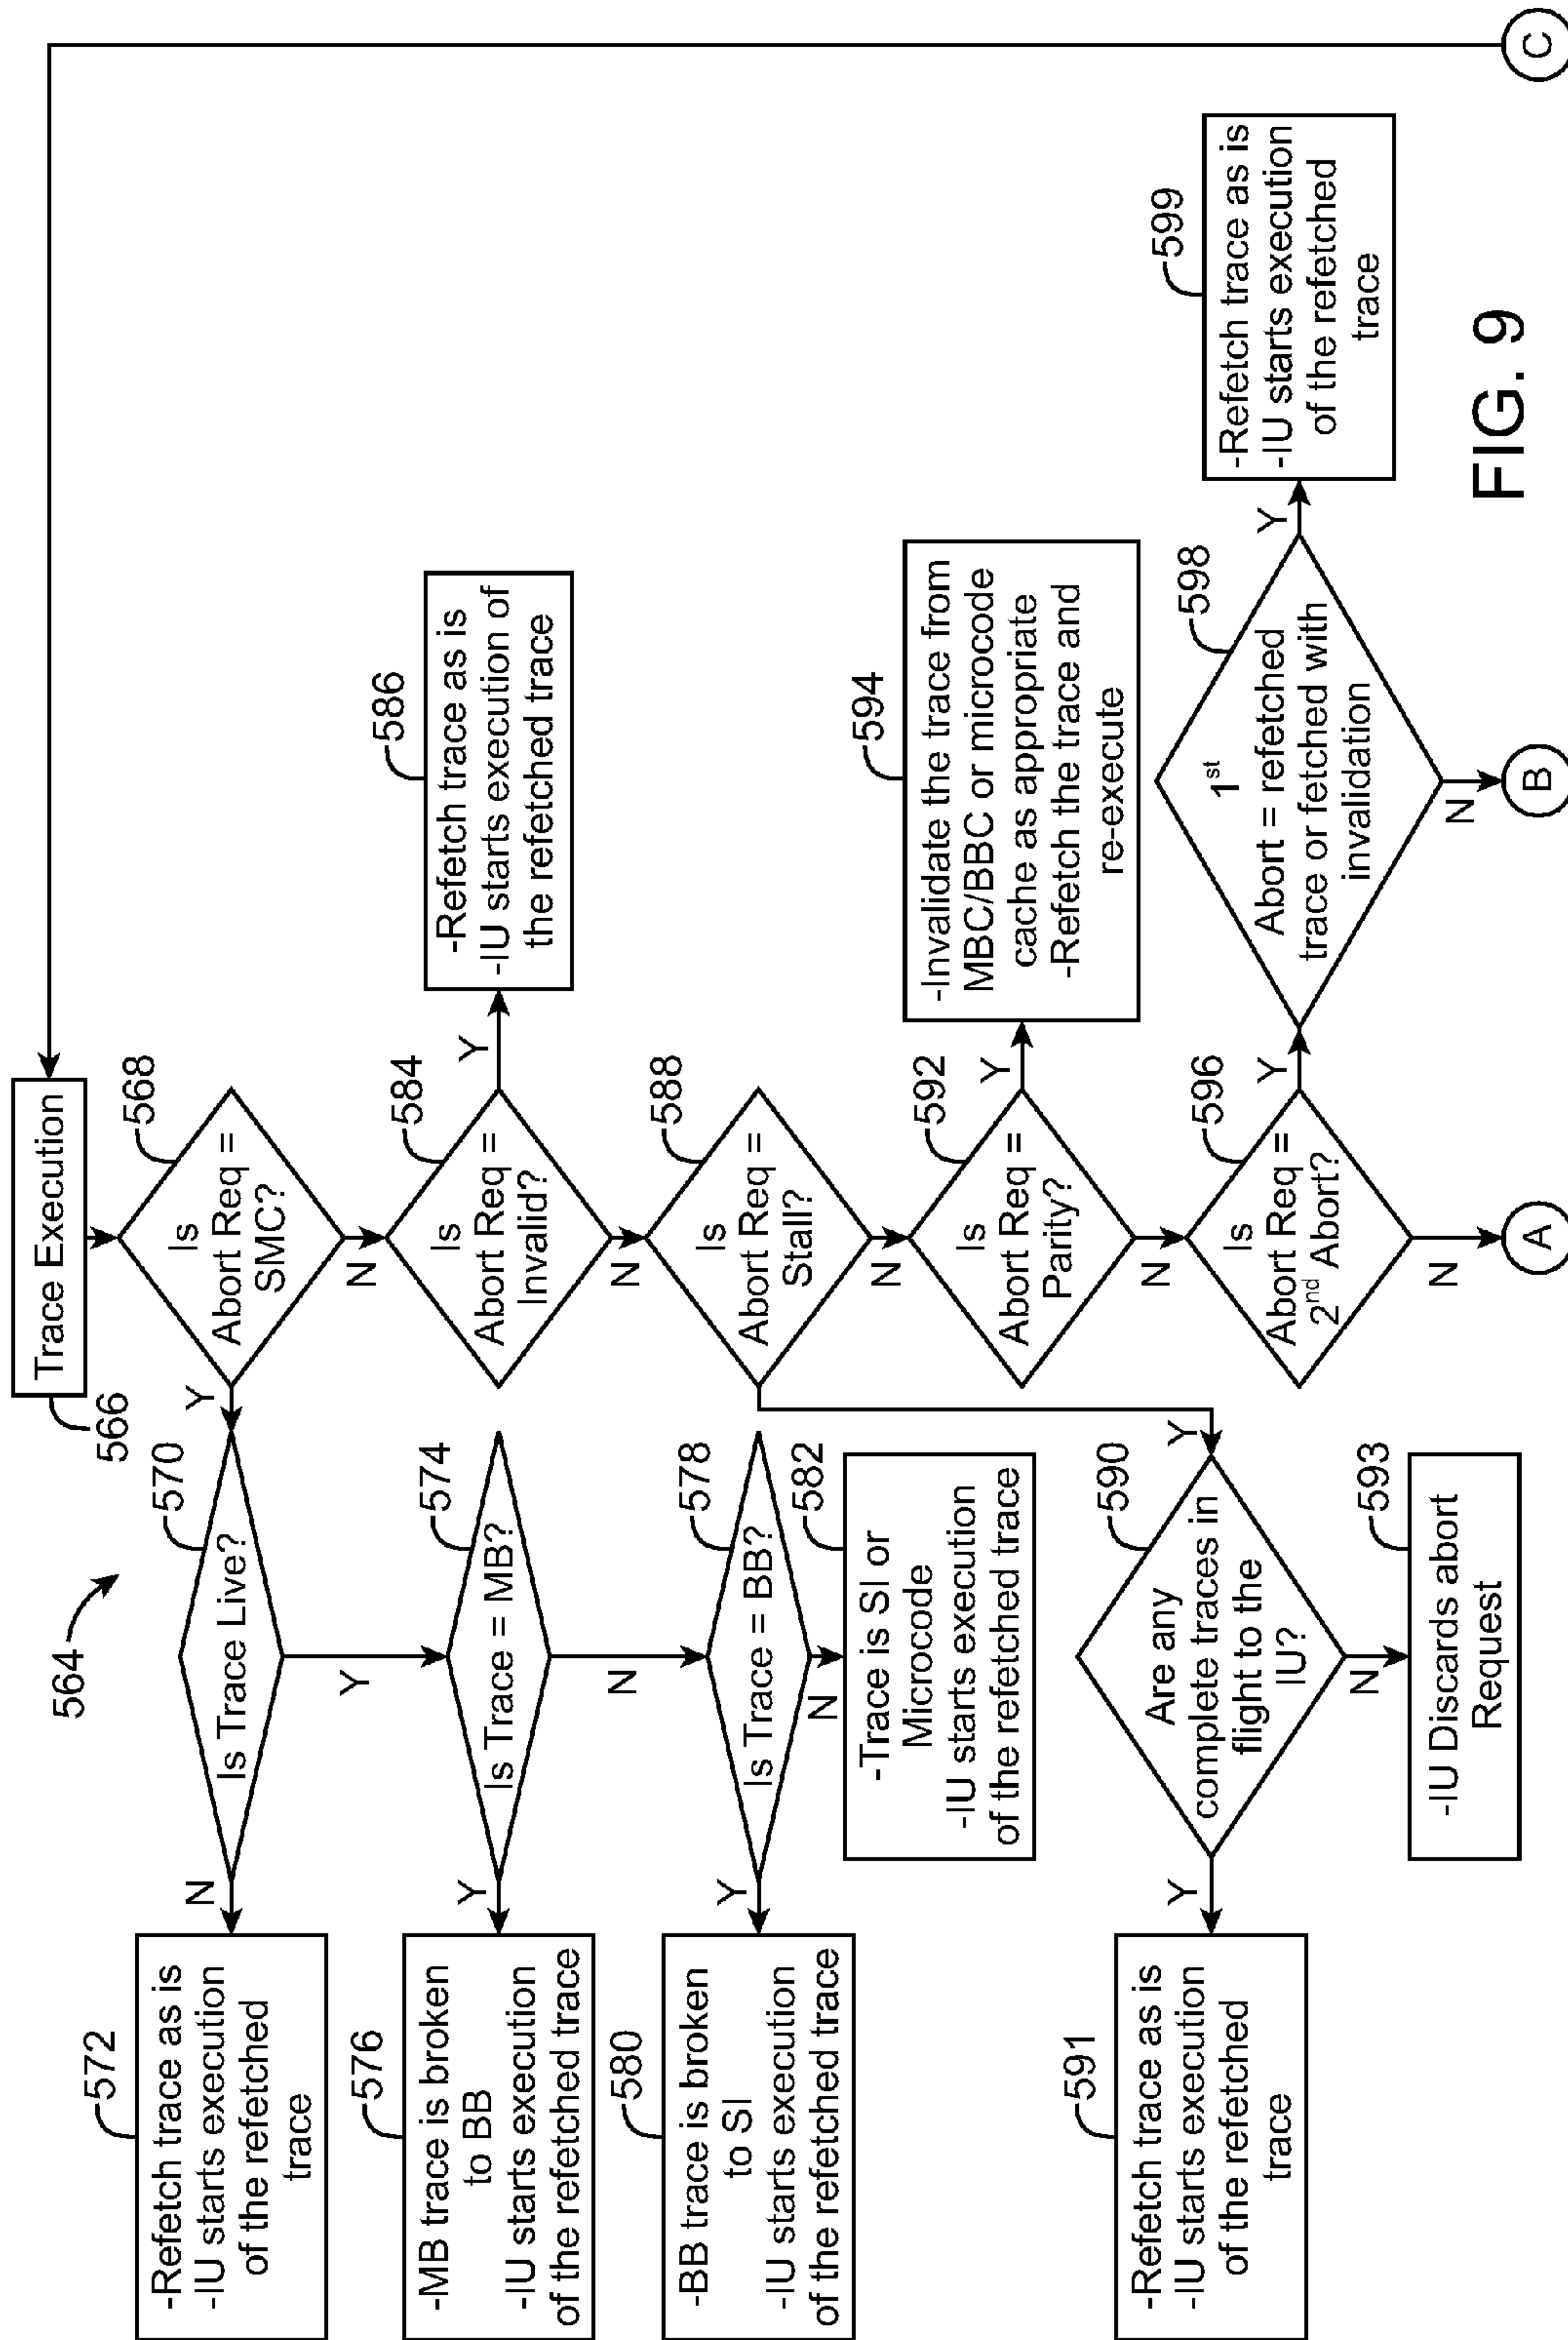 564
Trace Execution
566
Is
Abort Req =
SMC?
568
Y
N
Is Trace Live?
570
N
Y
-Refetch trace as is
-IU starts execution
of the refetched
trace
572
Is Trace = MB?
574
Y
N
-MB trace is broken
to BB
-IU starts execution
of the refetched trace
576
Is Trace = BB?
578
Y
N
-BB trace is broken
to SI
-IU starts execution
of the refetched trace
580
-Trace is SI or
Microcode
-IU starts execution
of the refetched trace
582
Is
Abort Req =
Invalid?
584
Y
N
-Refetch trace as is
-IU starts execution of
the refetched trace
586
Is
Abort Req =
Stall?
588
Y
N
Are any
complete traces in
flight to the
IU?
590
Y
N
-Refetch trace as is
-IU starts execution
of the refetched
trace
591
-IU Discards abort
Request
593
Is
Abort Req =
Parity?
592
Y
N
-Invalidate the trace from
MBC/BBC or microcode
cache as appropriate
-Refetch the trace and
re-execute
594
Is
Abort Req =
2nd Abort?
596
Y
N
1st
Abort = refetched
trace or fetched with
invalidation
598
Y
N
-Refetch trace as is
-IU starts execution
of the refetched
trace
599
A
B
C
FIG. 9